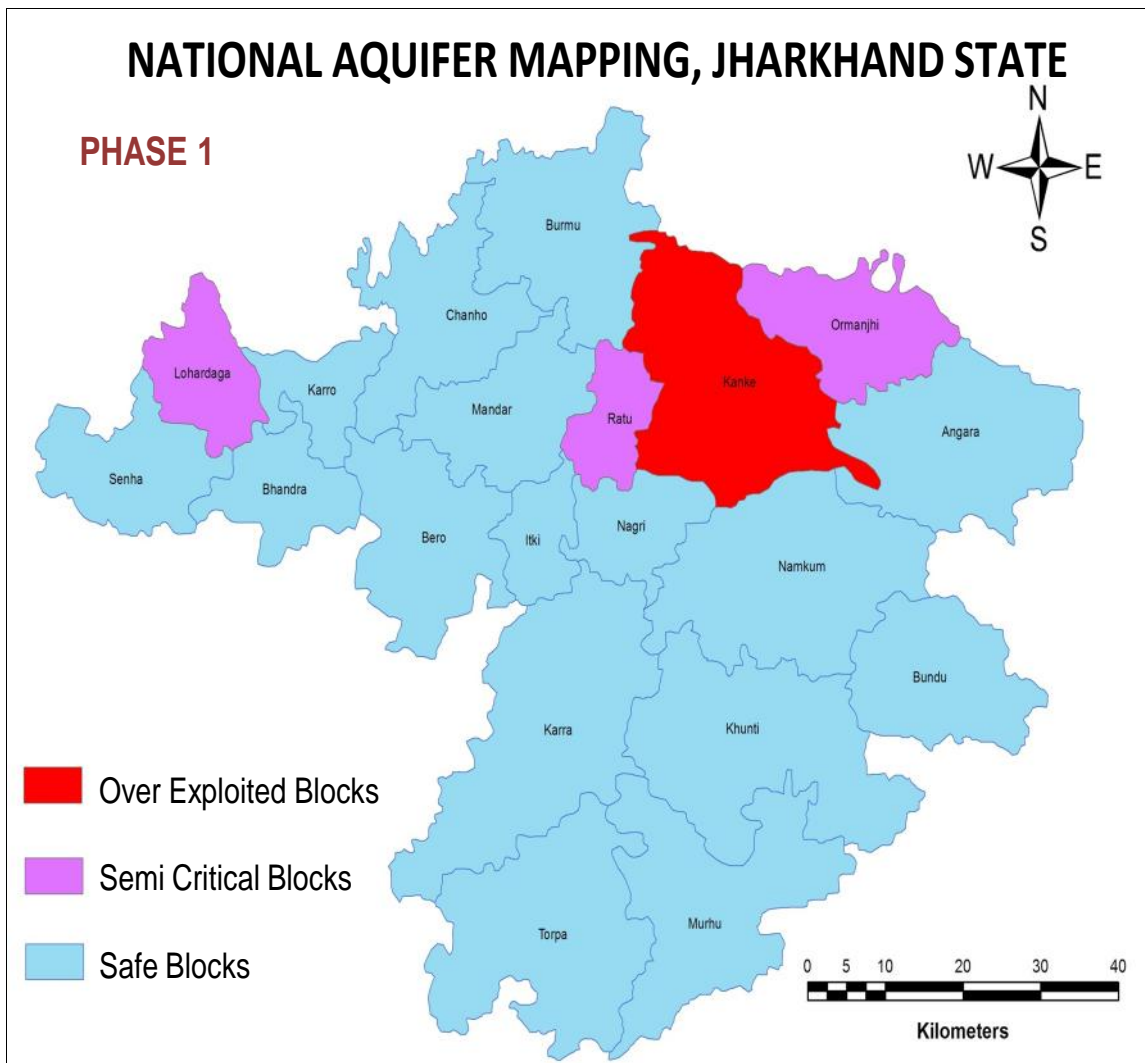 NATIONAL AQUIFER MAPPING, JHARKHAND STATE
PHASE 1
N
W E
S
Burmu
Chanho
Ormanjhi
Lohardaga
Karro
Kanke
Mandar
Ratu
Angara
Senha
Bhandra
Bero
Itki
Nagri
Namkum
Bundu
Karra
Khunti
Torpa
Murhu
Over Exploited Blocks
Semi Critical Blocks
Safe Blocks
0 5 10 20 30 40
Kilometers